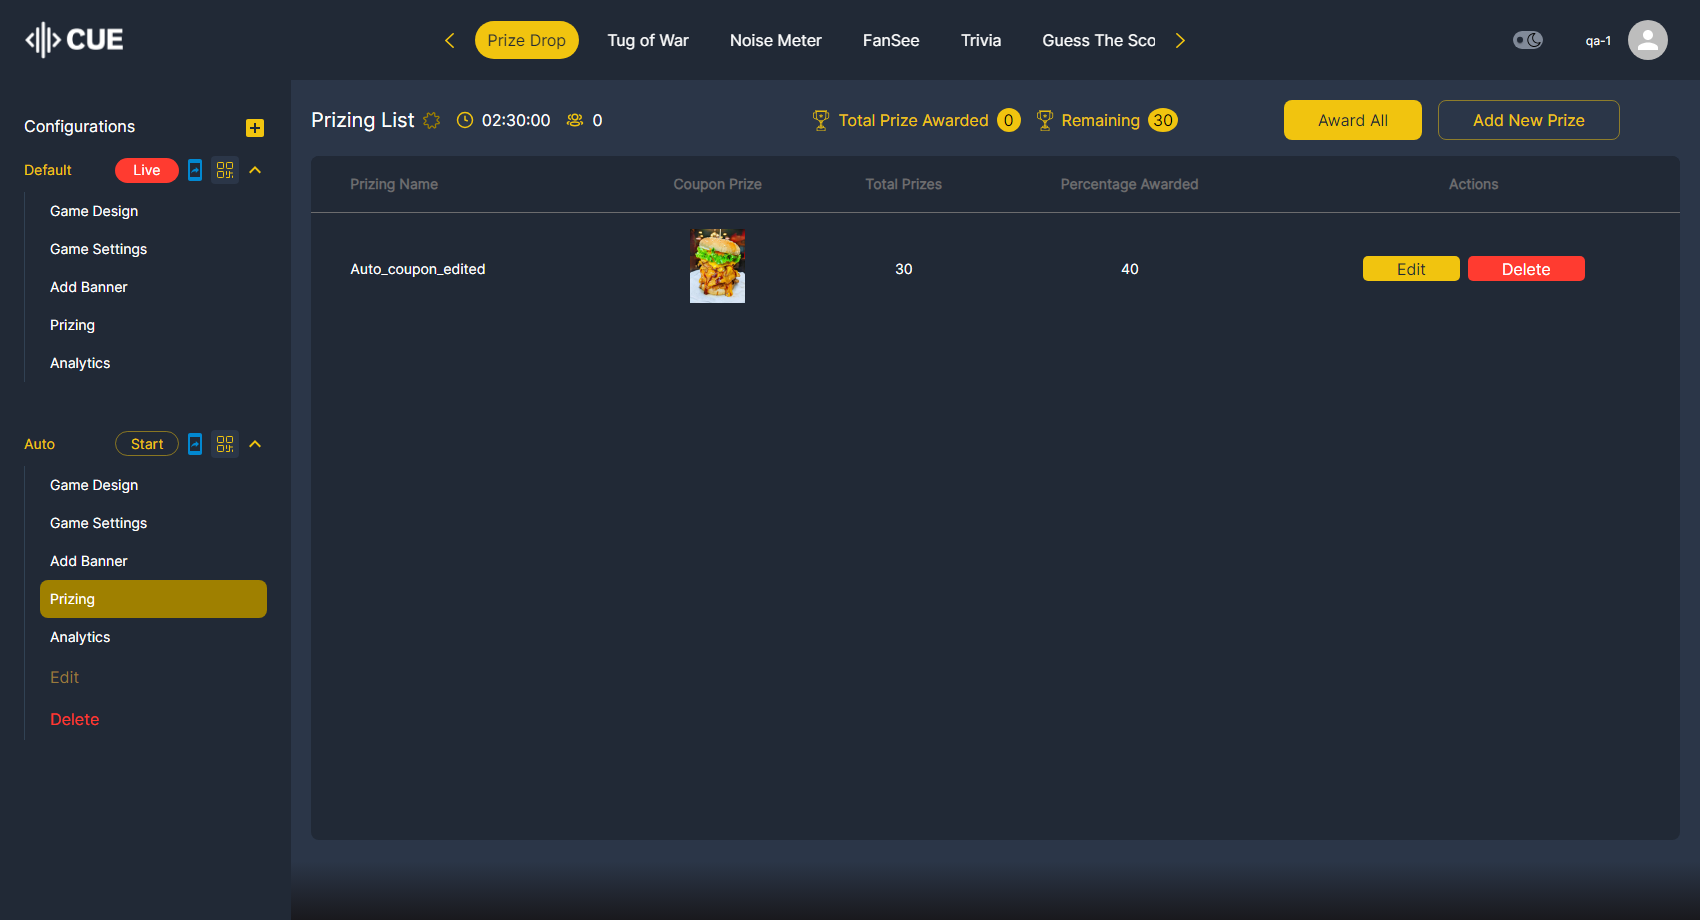 CUE
Prize Drop
Tug of War
Noise Meter
FanSee
Trivia
Guess The Sco
qa-1
Configurations
Default
Live
Game Design
Game Settings
Add Banner
Prizing
Analytics
Auto
Start
Game Design
Game Settings
Add Banner
Prizing
Analytics
Edit
Delete
Prizing List
02:30:00
0
Total Prize Awarded 0
Remaining 30
Award All
Add New Prize
Prizing Name
Coupon Prize
Total Prizes
Percentage Awarded
Actions
Auto_coupon_edited
30
40
Edit
Delete